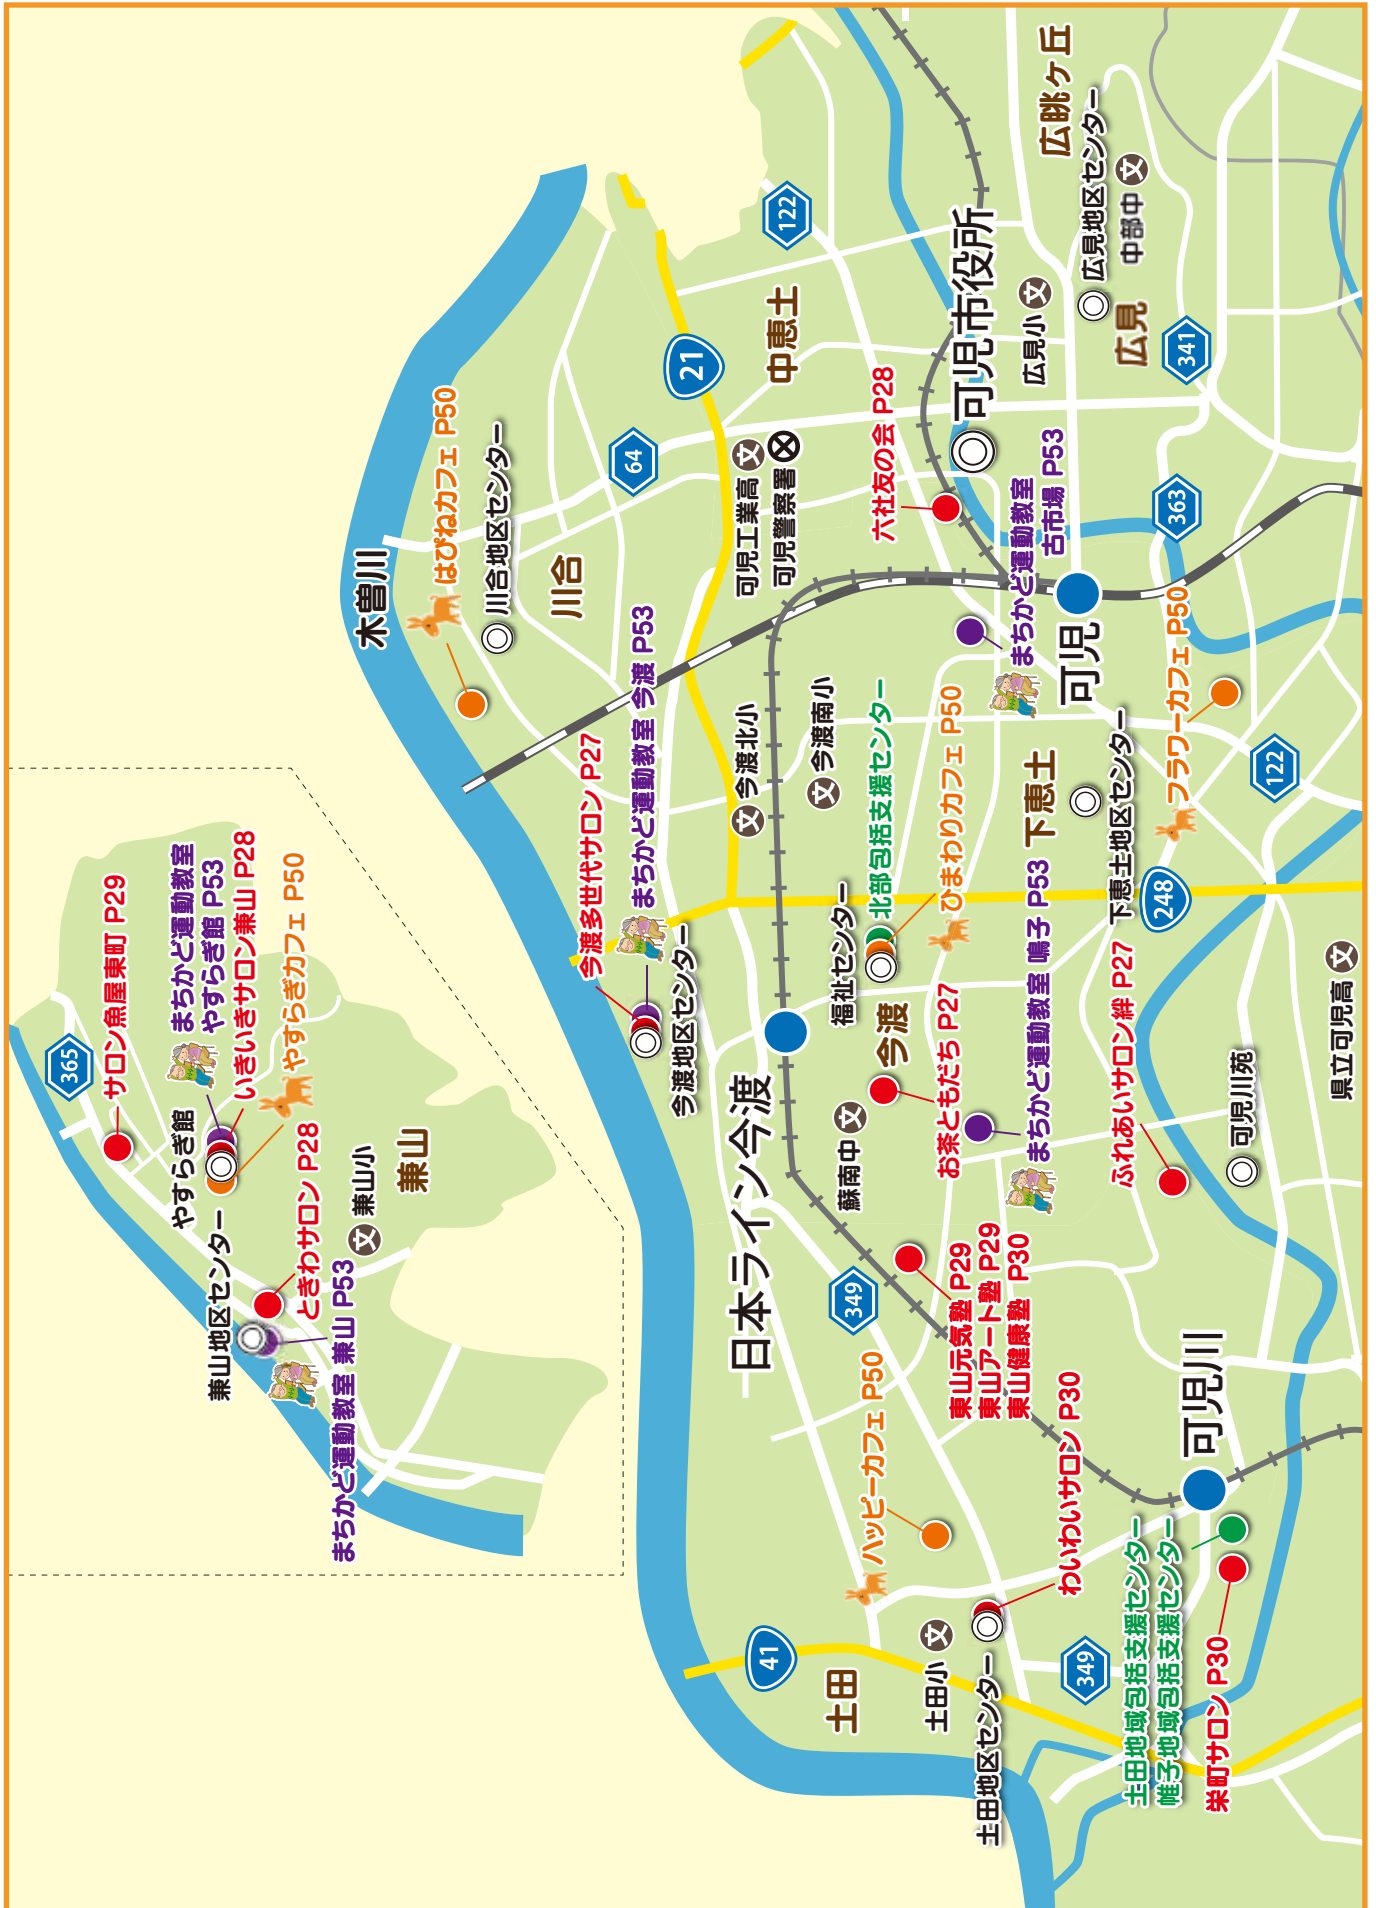 木曽川
365
サロン魚屋東町 P29
まちかど運動教室
やすらぎ館 P53
いきいきサロン兼山 P28
やすらぎカフェ P50
やすらぎ館
兼山地区センター
ときわサロン P28
兼山小
兼山
まちかど運動教室 兼山 P53
はぴねカフェ P50
川合地区センター
川合
64
21
122
中恵土
可児工業高
可児警察署
今渡多世代サロン P27
まちかど運動教室 今渡 P53
今渡地区センター
今渡北小
今渡南小
日本ライン今渡
福祉センター
北部包括支援センター
ひまわりカフェ P50
今渡
蘇南中
お茶ともだち P27
まちかど運動教室 鳴子 P53
六社友の会 P28
可児市役所
広見小
広眺ヶ丘
広見地区センター
中部中
広見
341
363
まちかど運動教室
古市場 P53
可児
下恵土
下恵土地区センター
フラワーカフェ P50
122
248
ふれあいサロン絆 P27
可児川苑
県立可児高
349
東山元気塾 P29
東山アート塾 P29
東山健康塾 P30
ハッピーカフェ P50
わいわいサロン P30
可児川
41
土田
土田小
土田地区センター
349
土田地域包括支援センター
帷子地域包括支援センター
栄町サロン P30
文
文
文
文
文
文
文
文
文